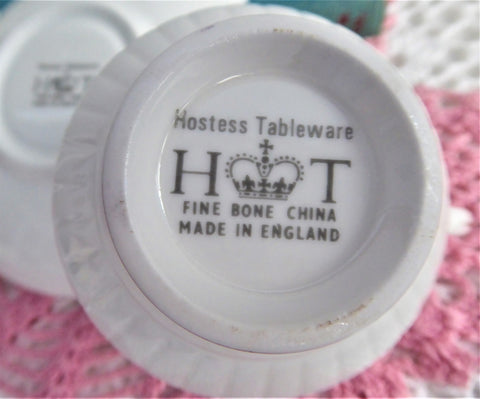 Hostess Tableware
H T
FINE BONE CHINA
MADE IN ENGLAND